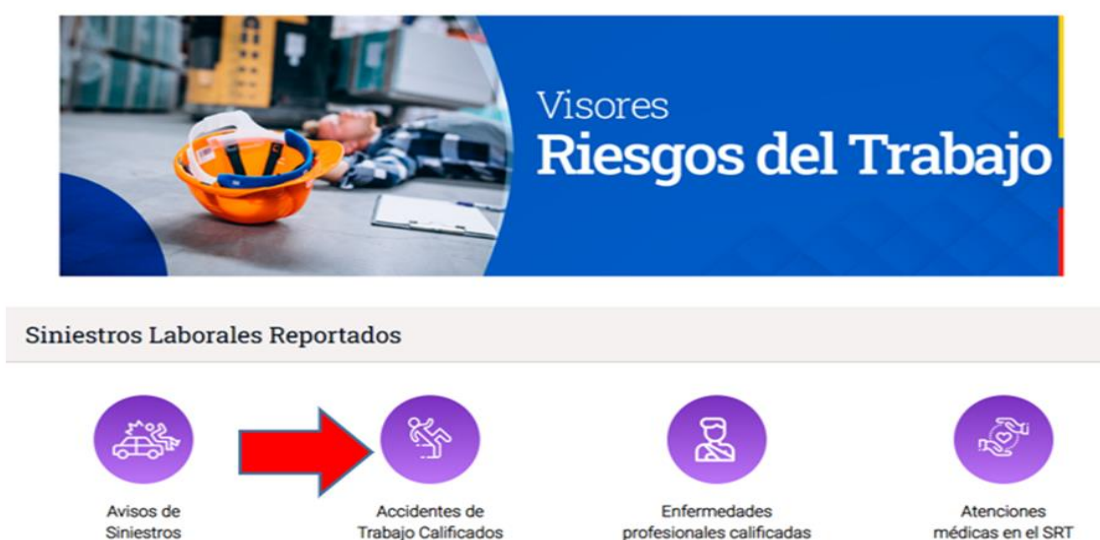 Visores
Riesgos del Trabajo
Siniestros Laborales Reportados
Avisos de
Siniestros
Accidentes de
Trabajo Calificados
Enfermedades
profesionales calificadas
Atenciones
médicas en el SRT